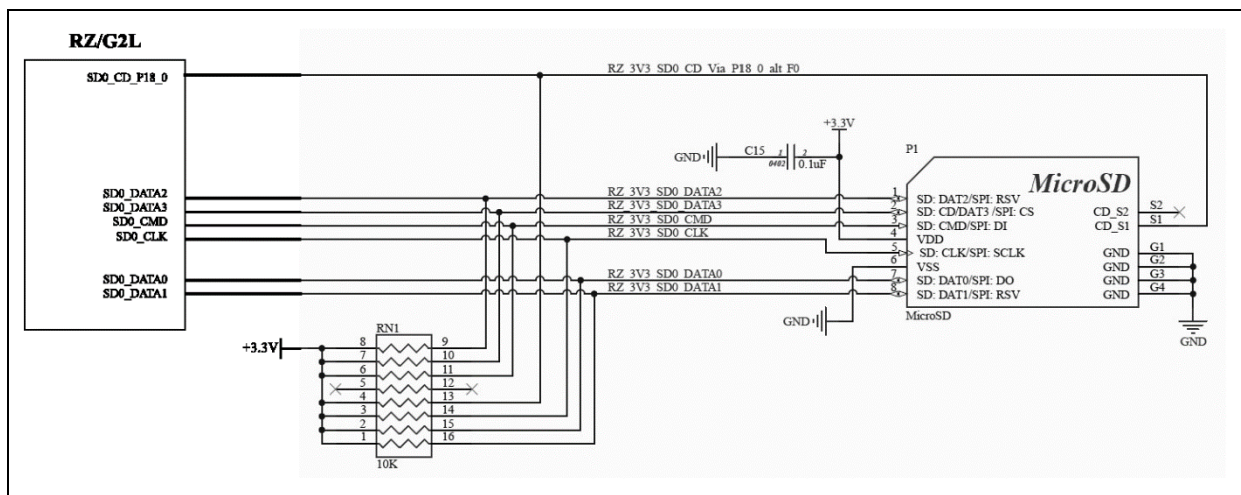 RZ/G2L
SD0_CD_P18_0
RZ_3V3_SD0_CD_Via_P18_0_alt_F0
+3.3V
GND
C15
1
2
0402
0.1uF
P1
MicroSD
SD0_DATA2
RZ_3V3_SD0_DATA2
1
SD: DAT2/SPI: RSV
CD_S2
S2
SD0_DATA3
RZ_3V3_SD0_DATA3
2
SD: CD/DAT3 /SPI: CS
CD_S1
S1
SD0_CMD
RZ_3V3_SD0_CMD
3
SD: CMD/SPI: DI
4
VDD
SD0_CLK
RZ_3V3_SD0_CLK
5
SD: CLK/SPI: SCLK
GND
G1
6
VSS
GND
G2
SD0_DATA0
RZ_3V3_SD0_DATA0
7
SD: DAT0/SPI: DO
GND
G3
SD0_DATA1
RZ_3V3_SD0_DATA1
8
SD: DAT1/SPI: RSV
GND
G4
MicroSD
GND
GND
RN1
+3.3V
8 9
7 10
6 11
5 12
4 13
3 14
2 15
1 16
10K